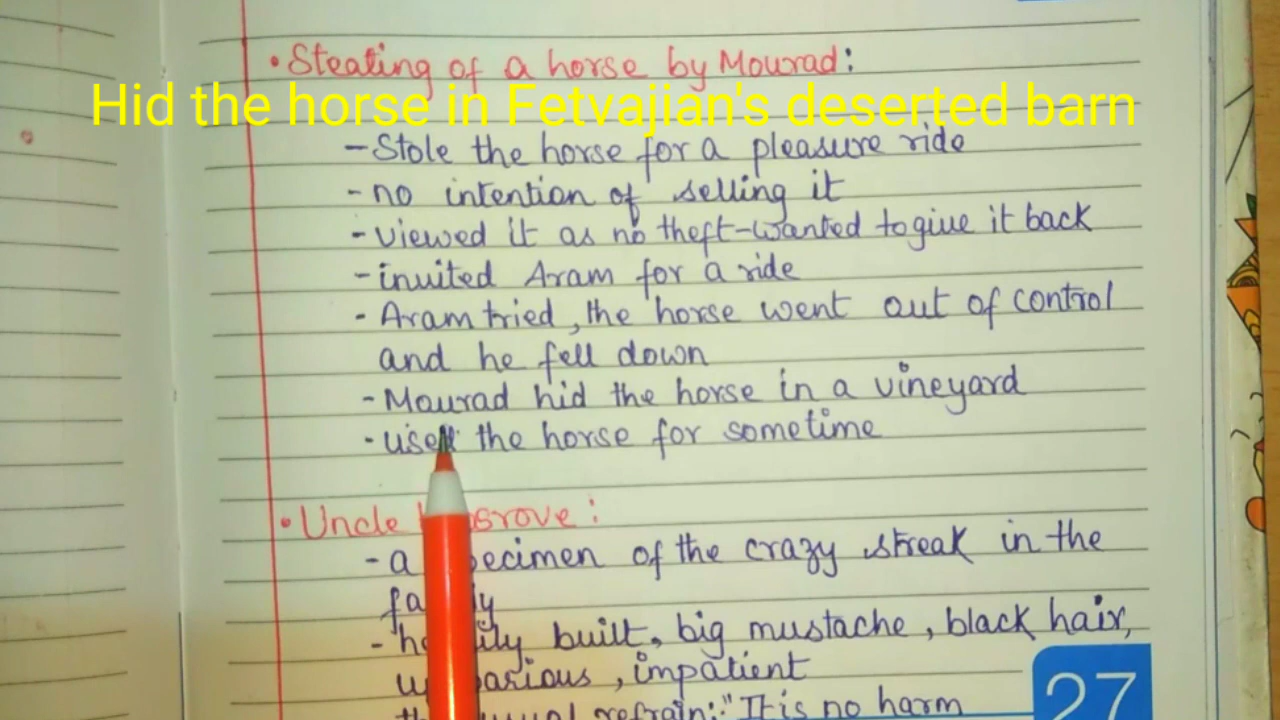 • Stealing of a horse by Mourad:
Hid the horse in Fetvajian's deserted barn
- Stole the horse for a pleasure ride
- no intention of selling it
- viewed it as no theft-wanted to give it back
- invited Aram for a ride
- Aram tried, the horse went out of control
and he fell down
- Mourad hid the horse in a vineyard
- the horse for sometime
• Uncle
- a of the crazy streak in the
- built, big mustache, black hair,
, impatient
refrain: "It is no harm
27